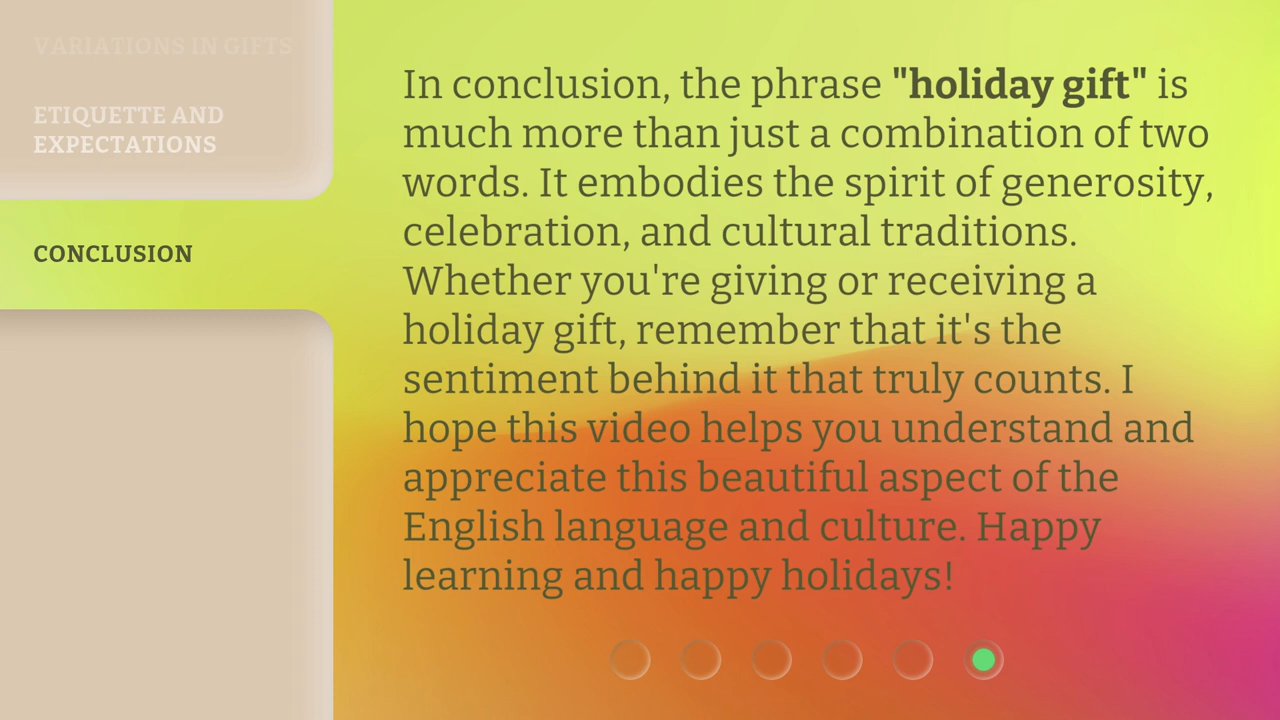 VARIATIONS IN GIFTS
ETIQUETTE AND
EXPECTATIONS
CONCLUSION
In conclusion, the phrase "holiday gift" is
much more than just a combination of two
words. It embodies the spirit of generosity,
celebration, and cultural traditions.
Whether you're giving or receiving a
holiday gift, remember that it's the
sentiment behind it that truly counts. I
hope this video helps you understand and
appreciate this beautiful aspect of the
English language and culture. Happy
learning and happy holidays!